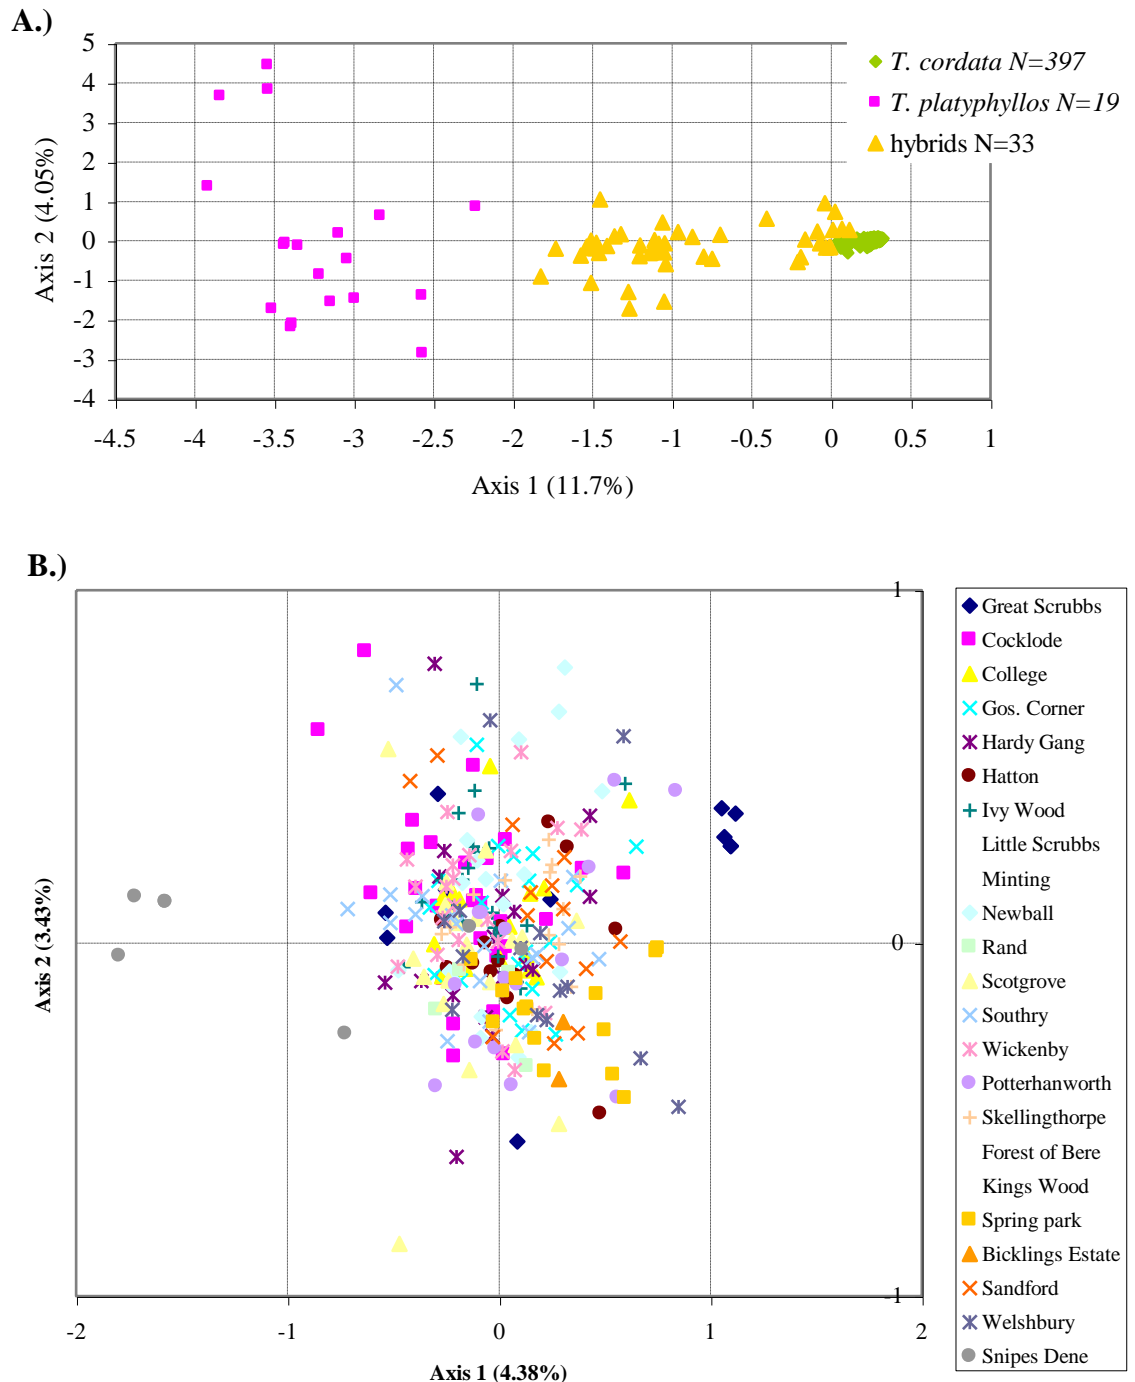 A.)
5
4
3
2
1
0
-1
-2
-3
-4
Axis 2 (4.05%)
T. cordata N=397
T. platyphyllos N=19
hybrids N=33
-4.5 -4 -3.5 -3 -2.5 -2 -1.5 -1 -0.5 0 0.5 1
Axis 1 (11.7%)
B.)
1
0
-1
Axis 2 (3.43%)
-2 -1 0 1 2
Axis 1 (4.38%)
Great Scrubbs
Cocklode
College
Gos. Corner
Hardy Gang
Hatton
Ivy Wood
Little Scrubbs
Minting
Newball
Rand
Scotgrove
Southry
Wickenby
Potterhanworth
Skellingthorpe
Forest of Bere
Kings Wood
Spring park
Bicklings Estate
Sandford
Welshbury
Snipes Dene